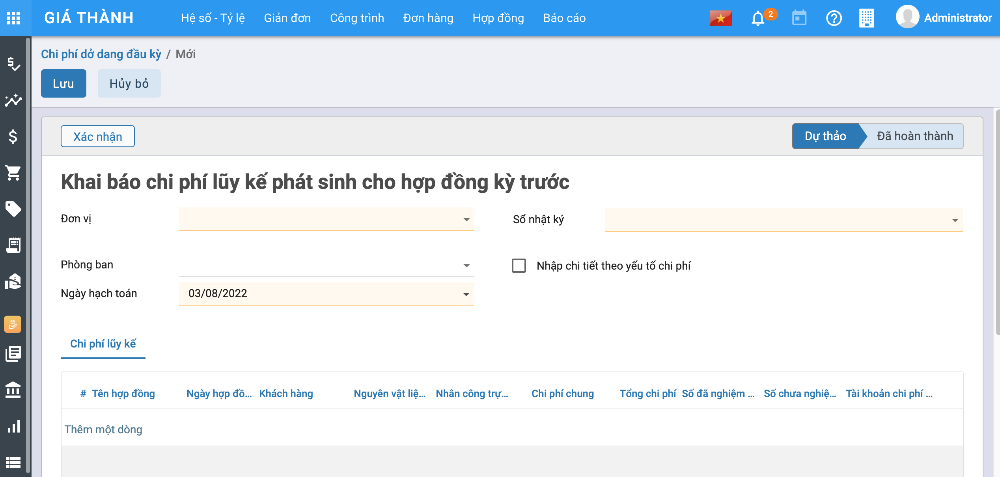 GIÁ THÀNH Hệ số - Tỷ lệ Giản đơn Công trình Đơn hàng Hợp đồng Báo cáo 2 Administrator
Chi phí dở dang đầu kỳ / Mới
Lưu Hủy bỏ
Xác nhận Dự thảo Đã hoàn thành
Khai báo chi phí lũy kế phát sinh cho hợp đồng kỳ trước
Đơn vị Sổ nhật ký
Phòng ban Nhập chi tiết theo yếu tố chi phí
Ngày hạch toán 03/08/2022
Chi phí lũy kế
# Tên hợp đồng Ngày hợp đồ... Khách hàng Nguyên vật liệ... Nhân công trự... Chi phí chung Tổng chi phí Số đã nghiệm ... Số chưa nghiệ... Tài khoản chi phí ...
Thêm một dòng